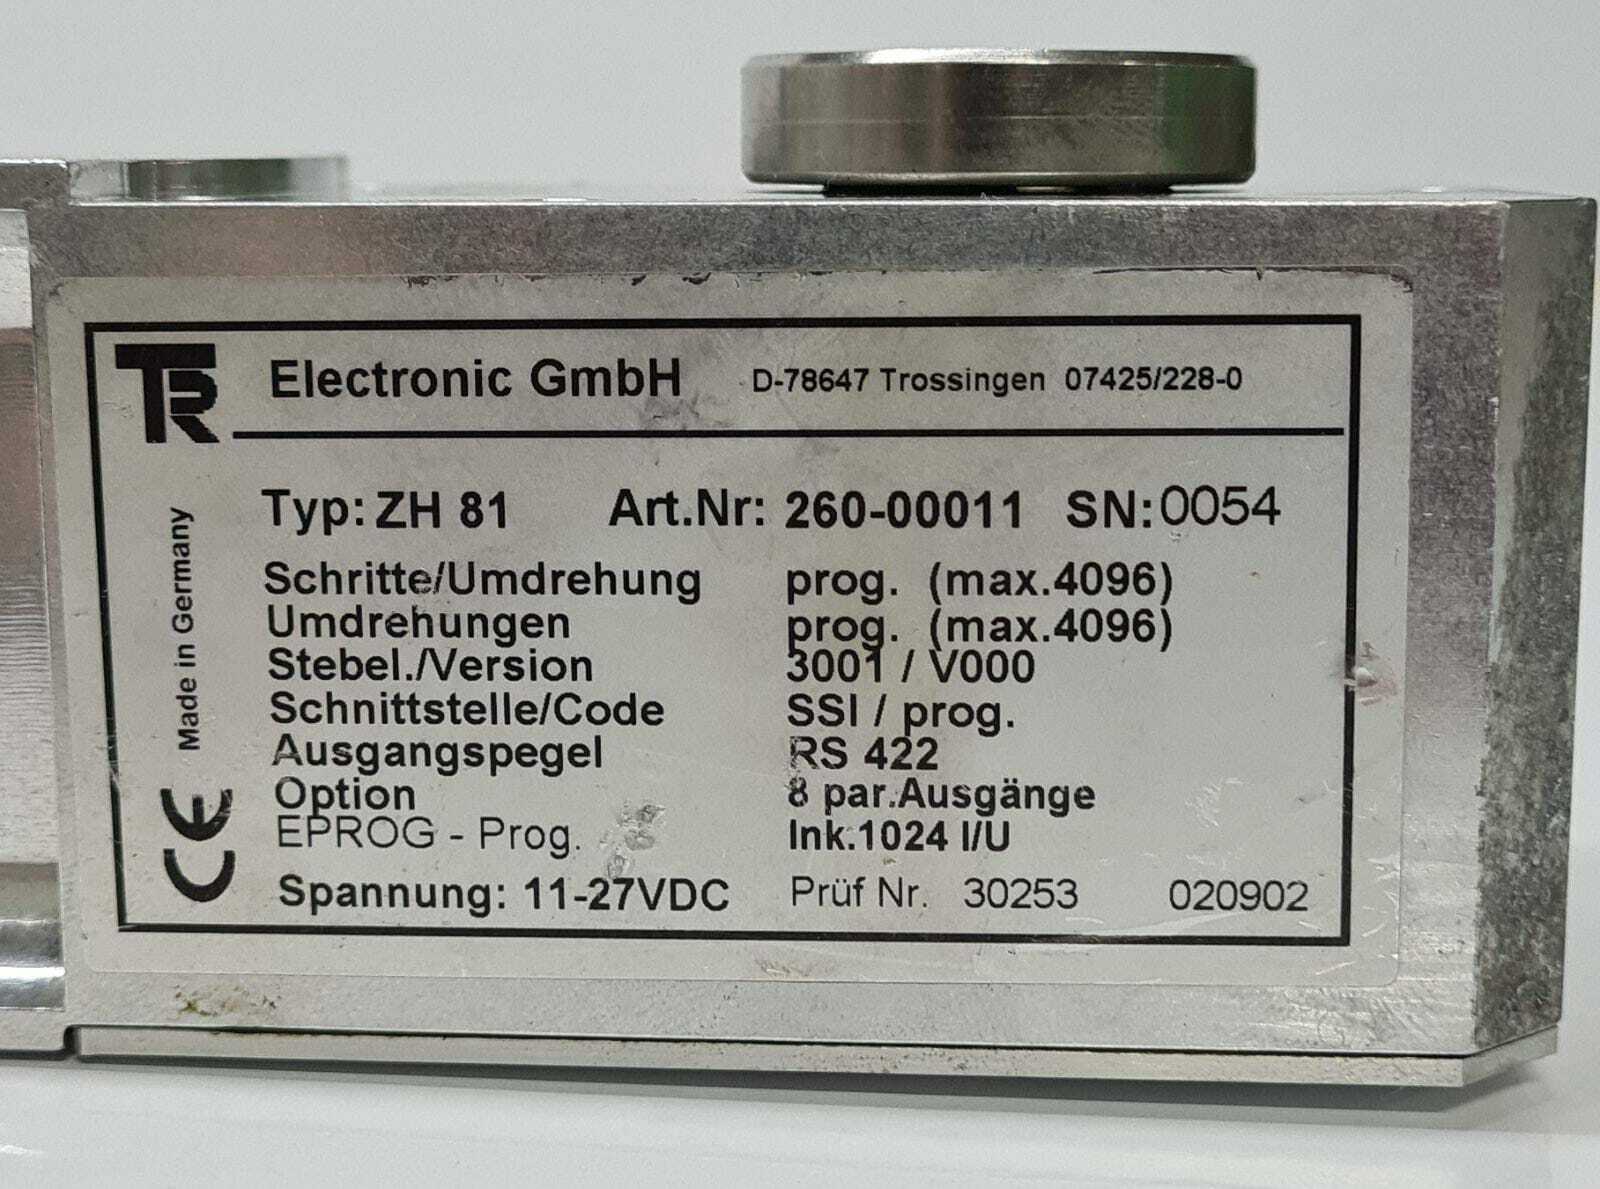 TR Electronic GmbH D-78647 Trossingen 07425/228-0
Typ: ZH 81 Art.Nr: 260-00011 SN:0054
Schritte/Umdrehung prog. (max.4096)
Umdrehungen prog. (max.4096)
Stebel./Version 3001 / V000
Schnittstelle/Code SSI / prog.
Ausgangspegel RS 422
Option 8 par.Ausgänge
EPROG - Prog. Ink.1024 I/U
Spannung: 11-27VDC Prüf Nr. 30253 020902
Made in Germany
CE